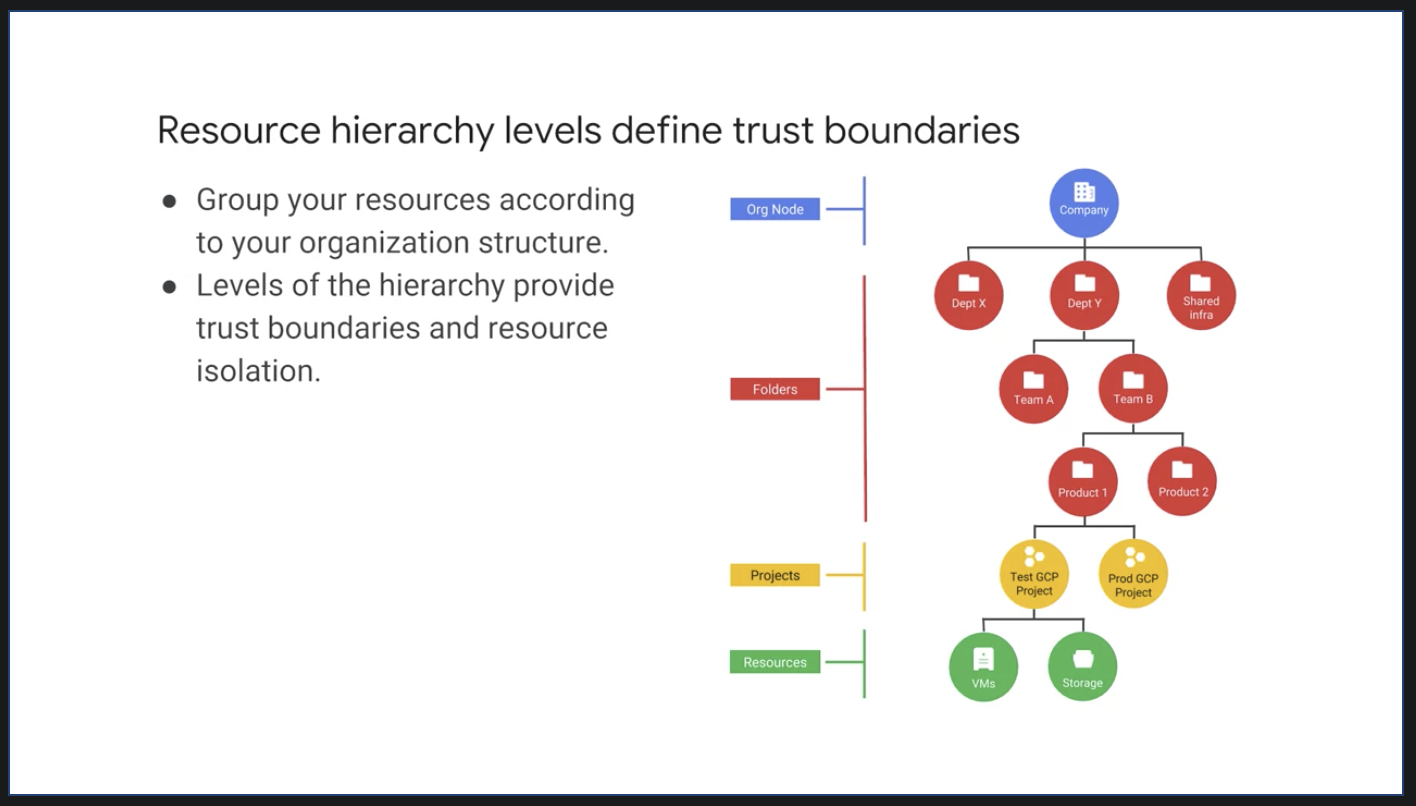 Resource hierarchy levels define trust boundaries
● Group your resources according
to your organization structure.
● Levels of the hierarchy provide
trust boundaries and resource
isolation.
Org Node
Company
Dept X
Dept Y
Shared
infra
Folders
Team A
Team B
Product 1
Product 2
Projects
Test GCP
Project
Prod GCP
Project
Resources
VMs
Storage